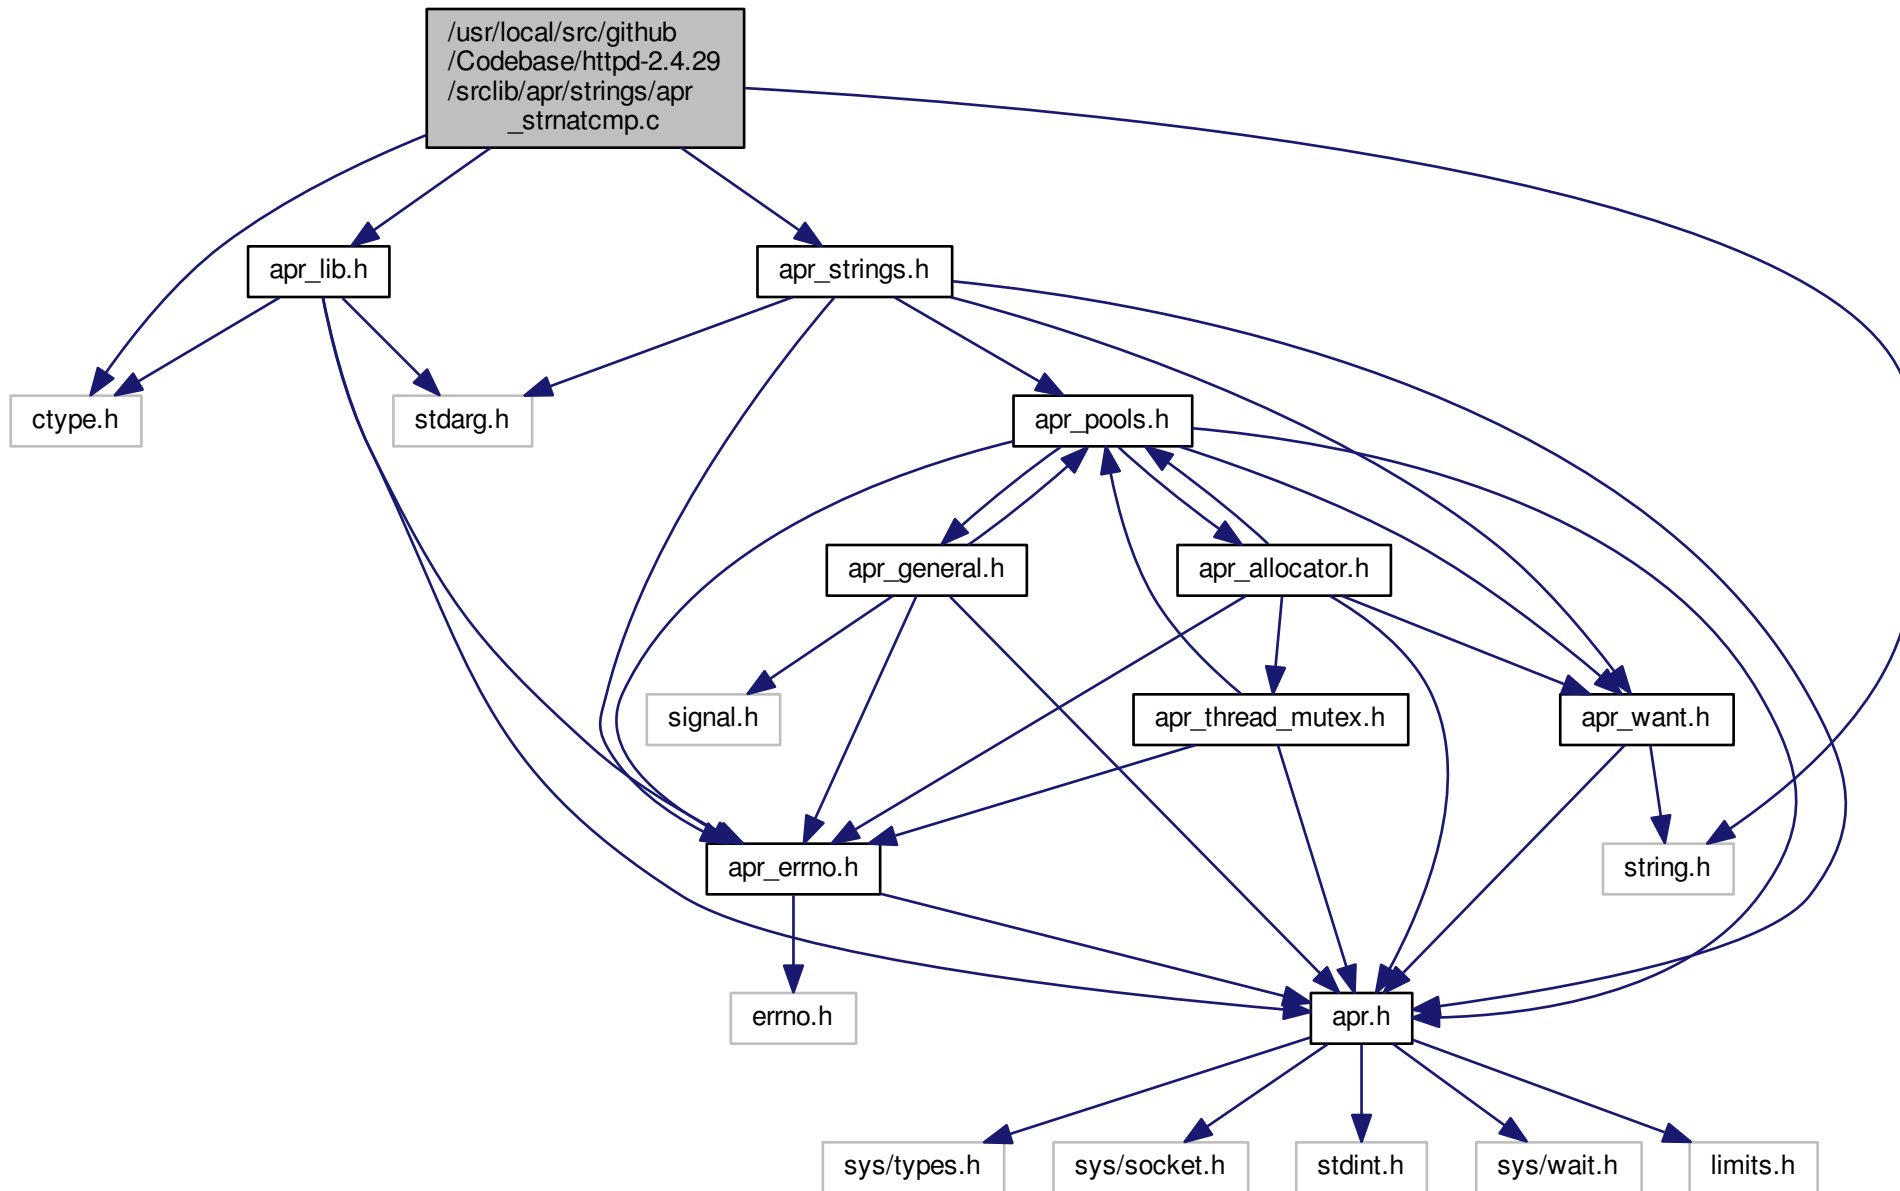 /usr/local/src/github
/Codebase/httpd-2.4.29
/srclib/apr/strings/apr
_strnatcmp.c
apr_lib.h
apr_strings.h
ctype.h
stdarg.h
apr_pools.h
apr_general.h
apr_allocator.h
signal.h
apr_thread_mutex.h
apr_want.h
apr_errno.h
string.h
errno.h
apr.h
sys/types.h
sys/socket.h
stdint.h
sys/wait.h
limits.h